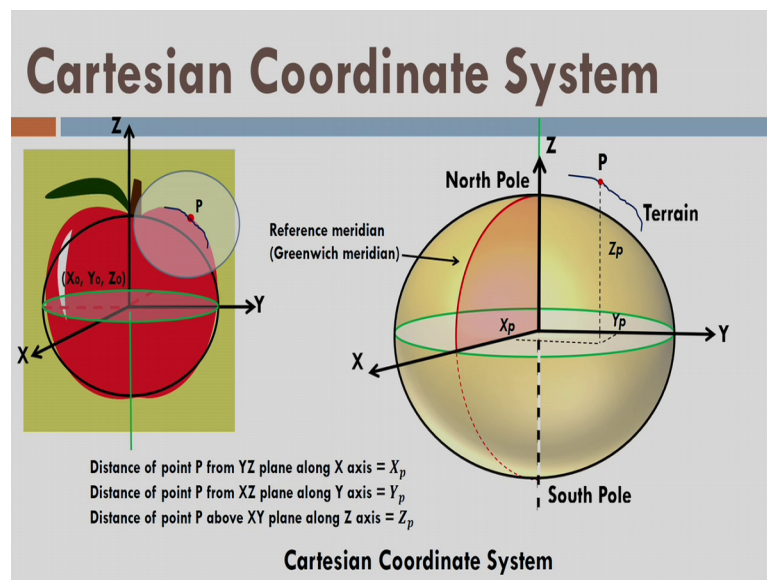 Cartesian Coordinate System
Z
P
(X₀, Y₀, Z₀)
Y
X
Z
North Pole
P
Terrain
Reference meridian
(Greenwich meridian)
Zp
Xp
Yp
Y
X
South Pole
Distance of point P from YZ plane along X axis = Xₚ
Distance of point P from XZ plane along Y axis = Yₚ
Distance of point P above XY plane along Z axis = Zₚ
Cartesian Coordinate System